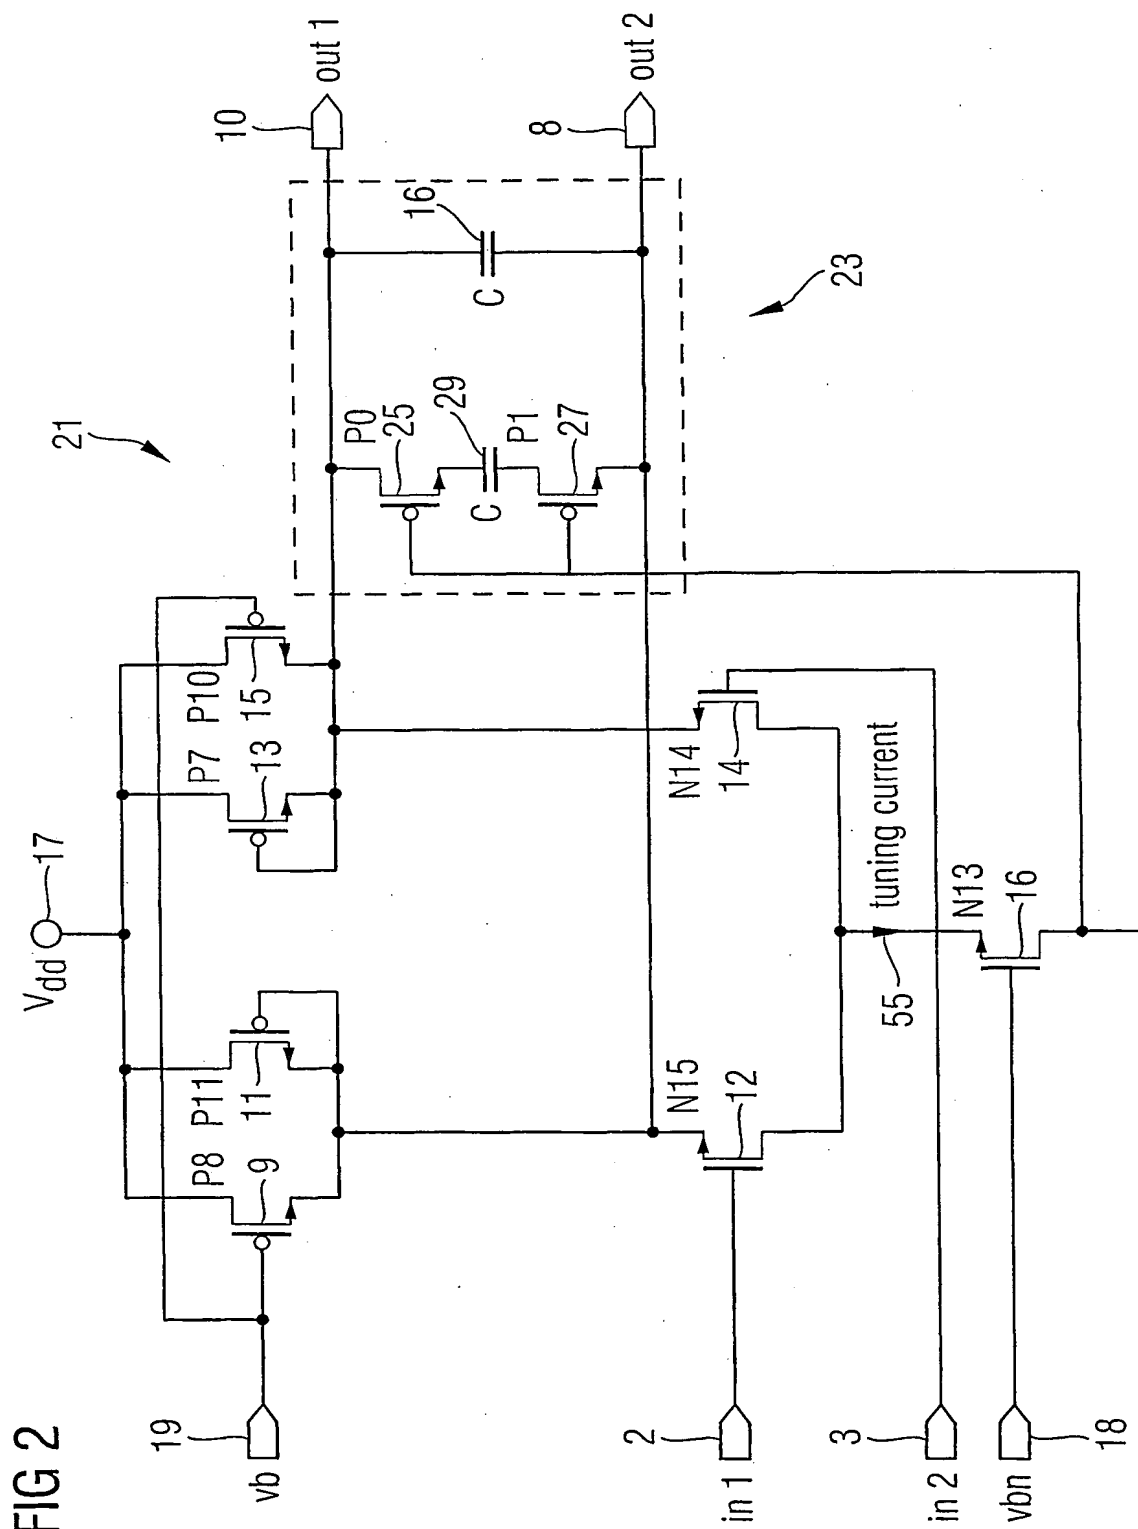 FIG 2
21
10
out 1
8
out 2
16
C
23
P0
25
29
C
P1
27
17
Vdd
P10
15
P7
13
P11
11
P8
9
19
vb
N14
14
N15
12
tuning current
55
N13
16
2
in 1
3
in 2
18
vbn